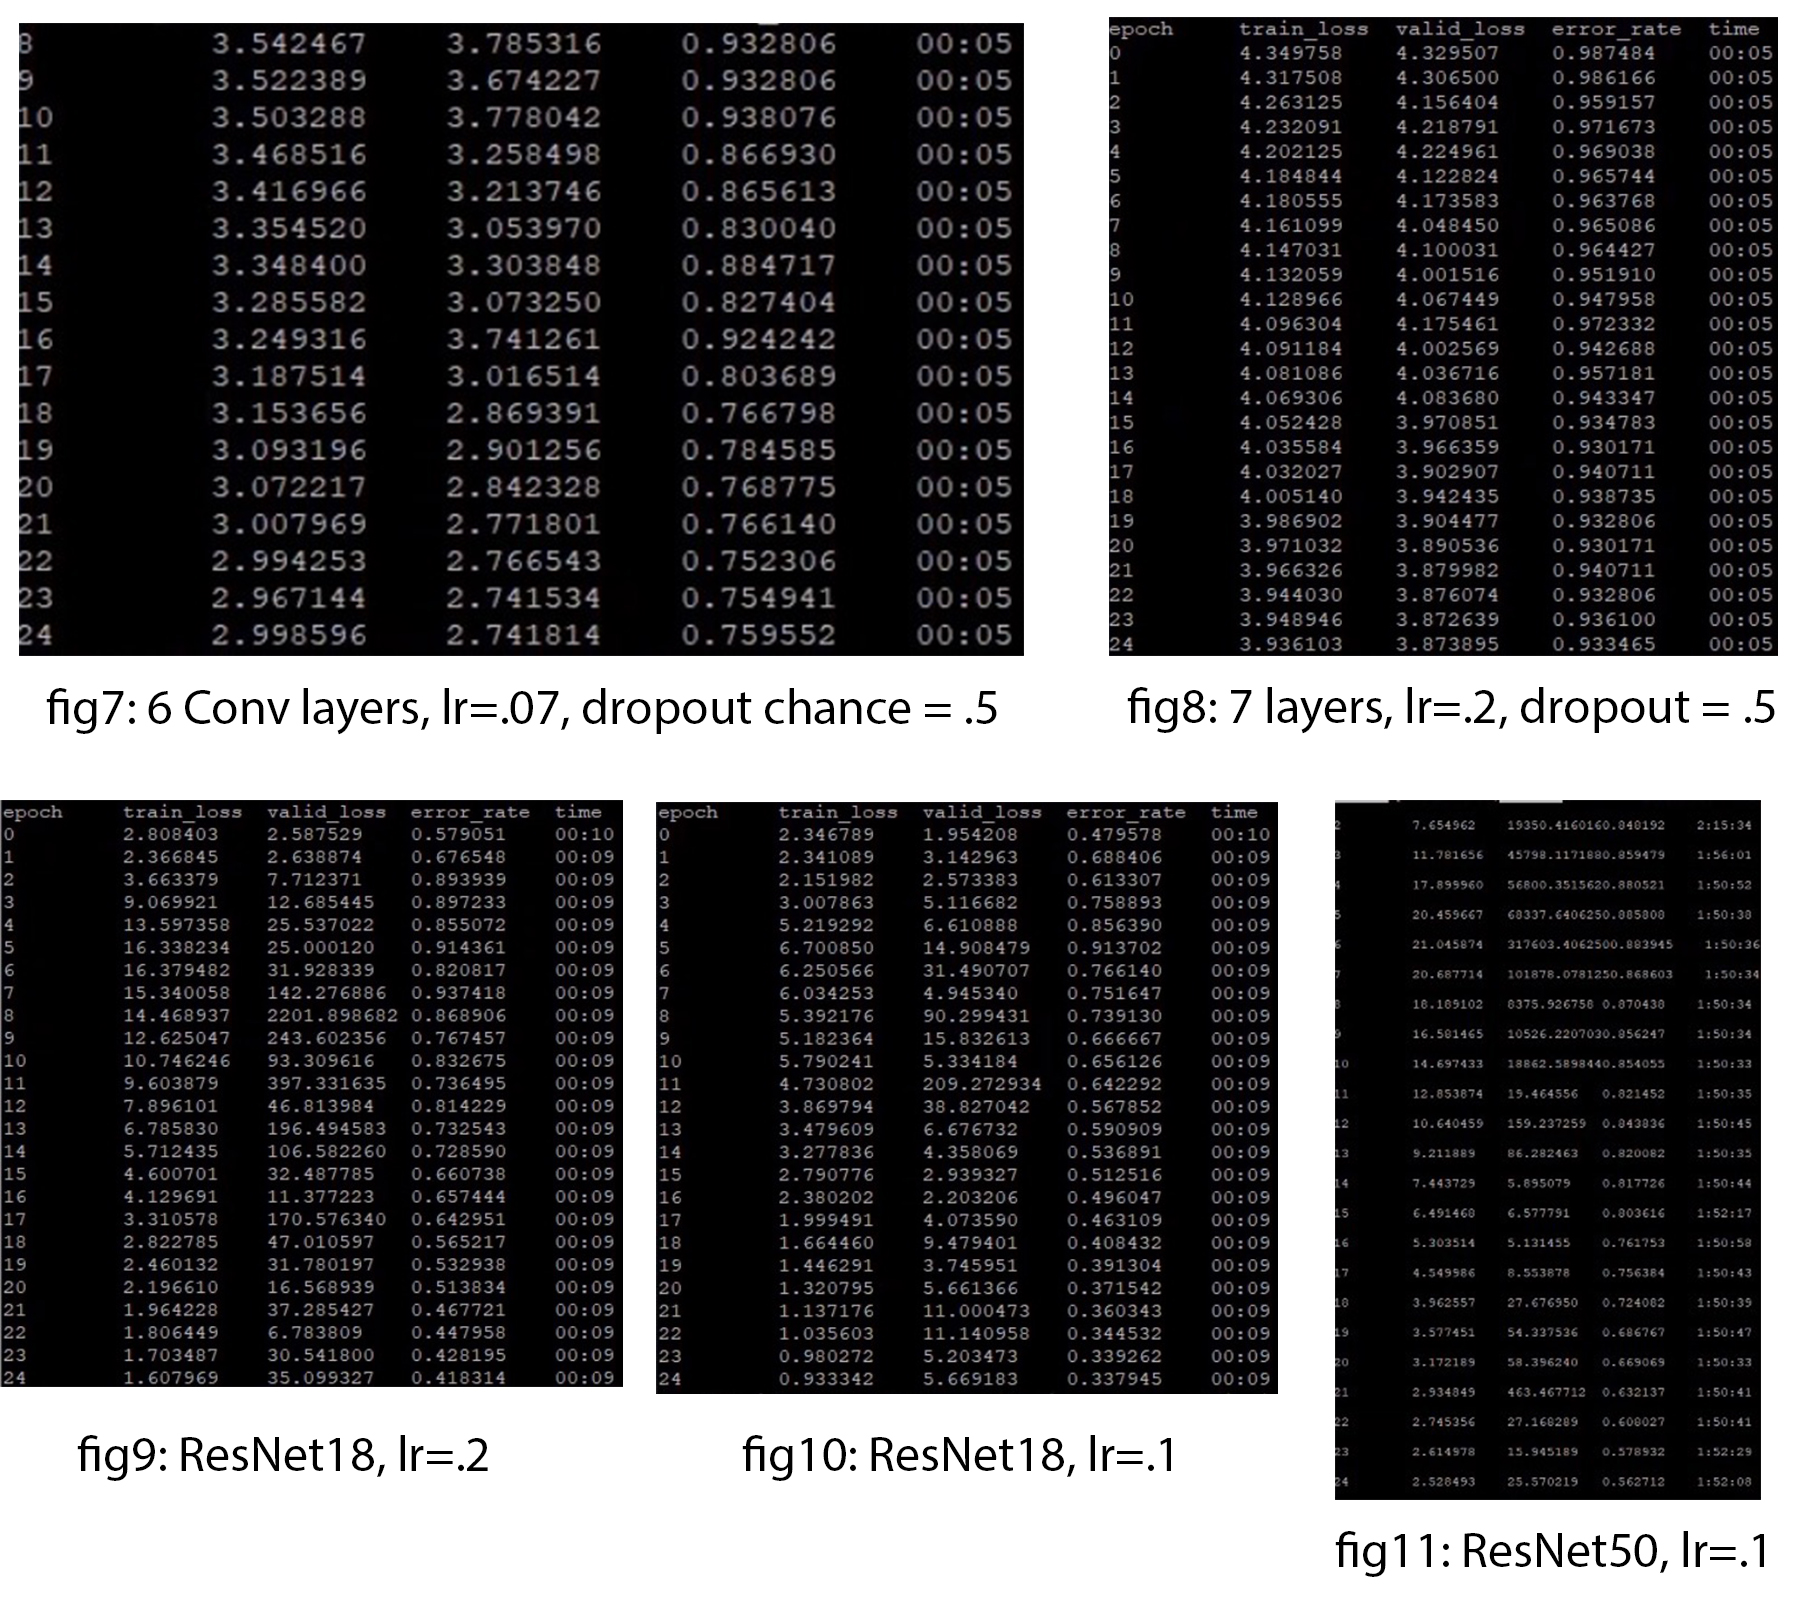 8 3.542467 3.785316 0.932806 00:05
9 3.522389 3.674227 0.932806 00:05
10 3.503288 3.778042 0.938076 00:05
11 3.468516 3.258498 0.866930 00:05
12 3.416966 3.213746 0.865613 00:05
13 3.354520 3.053970 0.830040 00:05
14 3.348400 3.303848 0.884717 00:05
15 3.285582 3.073250 0.827404 00:05
16 3.249316 3.741261 0.924242 00:05
17 3.187514 3.016514 0.803689 00:05
18 3.153656 2.869391 0.766798 00:05
19 3.093196 2.901256 0.784585 00:05
20 3.072217 2.842328 0.768775 00:05
21 3.007969 2.771801 0.766140 00:05
22 2.994253 2.766543 0.752306 00:05
23 2.967144 2.741534 0.754941 00:05
24 2.998596 2.741814 0.759552 00:05
fig7: 6 Conv layers, lr=.07, dropout chance = .5
epoch train_loss valid_loss error_rate time
0 4.349758 4.329507 0.987484 00:05
1 4.317508 4.306500 0.986166 00:05
2 4.263125 4.156404 0.959157 00:05
3 4.232091 4.218791 0.971673 00:05
4 4.202125 4.224961 0.969038 00:05
5 4.184844 4.122824 0.965744 00:05
6 4.180555 4.173583 0.963768 00:05
7 4.161099 4.048450 0.965086 00:05
8 4.147031 4.100031 0.964427 00:05
9 4.132059 4.001516 0.951910 00:05
10 4.128966 4.067449 0.947958 00:05
11 4.096304 4.175461 0.972332 00:05
12 4.091184 4.002569 0.942688 00:05
13 4.081086 4.036716 0.957181 00:05
14 4.069306 4.083680 0.943347 00:05
15 4.052428 3.970851 0.934783 00:05
16 4.035584 3.966359 0.930171 00:05
17 4.032027 3.902907 0.940711 00:05
18 4.005140 3.942435 0.938735 00:05
19 3.986902 3.904477 0.932806 00:05
20 3.971032 3.890536 0.930171 00:05
21 3.966326 3.879982 0.940711 00:05
22 3.944030 3.876074 0.932806 00:05
23 3.948946 3.872639 0.936100 00:05
24 3.936103 3.873895 0.933465 00:05
fig8: 7 layers, lr=.2, dropout = .5
epoch train_loss valid_loss error_rate time
0 2.808403 2.587529 0.579051 00:10
1 2.366845 2.638874 0.676548 00:09
2 3.663379 7.712371 0.893939 00:09
3 9.069921 12.685445 0.897233 00:09
4 13.597358 25.537022 0.855072 00:09
5 16.338234 25.000120 0.914361 00:09
6 16.379482 31.928339 0.820817 00:09
7 15.340058 142.276886 0.937418 00:09
8 14.468937 2201.898682 0.868906 00:09
9 12.625047 243.602356 0.767457 00:09
10 10.746246 93.309616 0.832675 00:09
11 9.603879 397.331635 0.736495 00:09
12 7.896101 46.813984 0.814229 00:09
13 6.785830 196.494583 0.732543 00:09
14 5.712435 106.582260 0.728590 00:09
15 4.600701 32.487785 0.660738 00:09
16 4.129691 11.377223 0.657444 00:09
17 3.310578 170.576340 0.642951 00:09
18 2.822785 47.010597 0.565217 00:09
19 2.460132 31.780197 0.532938 00:09
20 2.196610 16.568939 0.513834 00:09
21 1.964228 37.285427 0.467721 00:09
22 1.806449 6.783809 0.447958 00:09
23 1.703487 30.541800 0.428195 00:09
24 1.607969 35.099327 0.418314 00:09
fig9: ResNet18, lr=.2
epoch train_loss valid_loss error_rate time
0 2.346789 1.954208 0.479578 00:10
1 2.341089 3.142963 0.688406 00:09
2 2.151982 2.573383 0.613307 00:09
3 3.007863 5.116682 0.758893 00:09
4 5.219292 6.610888 0.856390 00:09
5 6.700850 14.908479 0.913702 00:09
6 6.250566 31.490707 0.766140 00:09
7 6.034253 4.945340 0.751647 00:09
8 5.392176 90.299431 0.739130 00:09
9 5.182364 15.832613 0.666667 00:09
10 5.790241 5.334184 0.656126 00:09
11 4.730802 209.272934 0.642292 00:09
12 3.869794 38.827042 0.567852 00:09
13 3.479609 6.676732 0.590909 00:09
14 3.277836 4.358069 0.536891 00:09
15 2.790776 2.939327 0.512516 00:09
16 2.380202 2.203206 0.496047 00:09
17 1.999491 4.073590 0.463109 00:09
18 1.664460 9.479401 0.408432 00:09
19 1.446291 3.745951 0.391304 00:09
20 1.320795 5.661366 0.371542 00:09
21 1.137176 11.000473 0.360343 00:09
22 1.035603 11.140958 0.344532 00:09
23 0.980272 5.203473 0.339262 00:09
24 0.933342 5.669183 0.337945 00:09
fig10: ResNet18, lr=.1
2 7.654962 19350.4160160.848192 2:15:34
3 11.781656 45798.1171880.859479 1:56:01
4 17.899960 56800.3515620.880521 1:50:52
5 20.459667 68337.6406250.885808 1:50:38
6 21.045874 317603.4062500.883945 1:50:36
7 20.687714 101878.0781250.868603 1:50:34
8 18.189102 8375.926758 0.870438 1:50:34
9 16.581465 10526.2207030.856247 1:50:34
10 14.697433 18862.5898440.854055 1:50:33
11 12.853874 19.464556 0.821452 1:50:35
12 10.640459 159.237259 0.843836 1:50:45
13 9.211889 86.282463 0.820082 1:50:35
14 7.443729 5.895079 0.817726 1:50:44
15 6.491468 6.577791 0.803616 1:52:17
16 5.303514 5.131455 0.761753 1:50:58
17 4.549986 8.553878 0.756384 1:50:43
18 3.962557 27.676950 0.724082 1:50:39
19 3.577451 54.337536 0.686767 1:50:47
20 3.172189 58.396240 0.669069 1:50:33
21 2.934849 463.467712 0.632137 1:50:41
22 2.745356 27.168289 0.608027 1:50:41
23 2.614978 15.945189 0.578932 1:52:29
24 2.528493 25.570219 0.562712 1:52:08
fig11: ResNet50, lr=.1